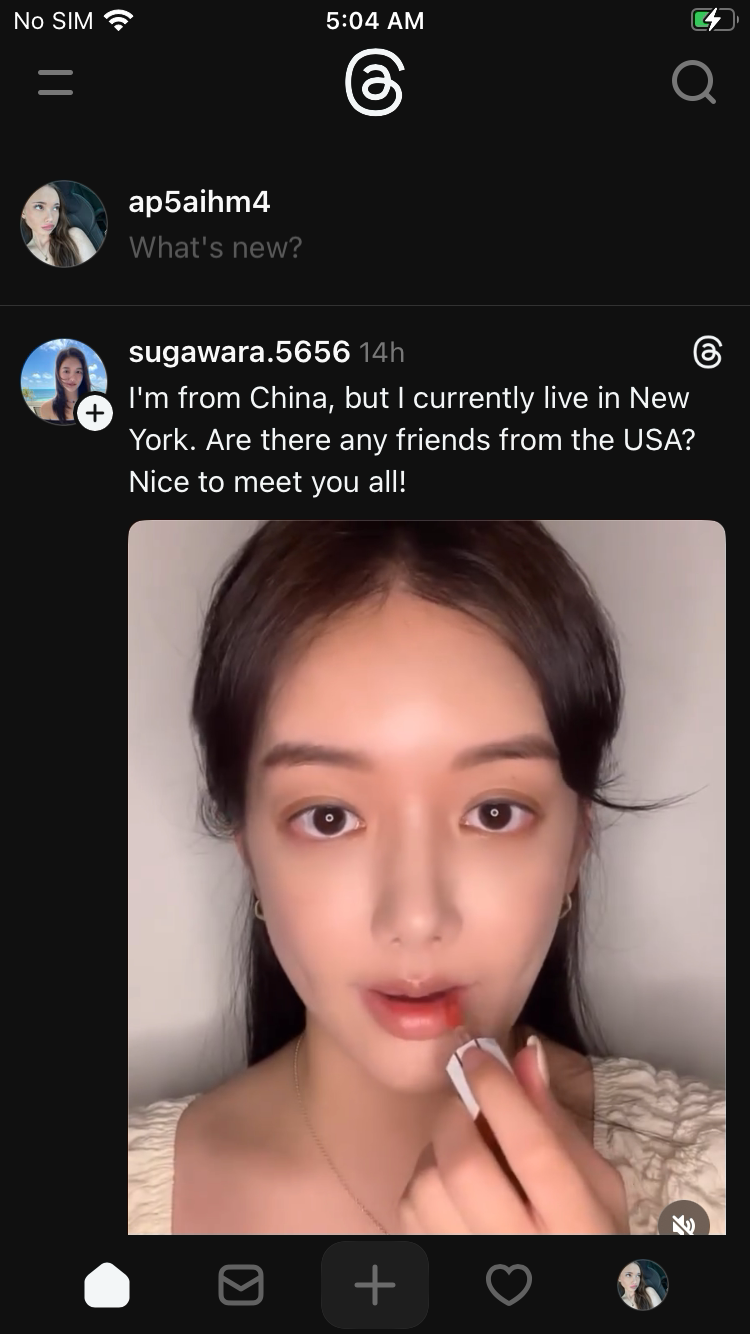 No SIM 5:04 AM
ap5aihm4
What's new?
sugawara.5656 14h
I'm from China, but I currently live in New
York. Are there any friends from the USA?
Nice to meet you all!